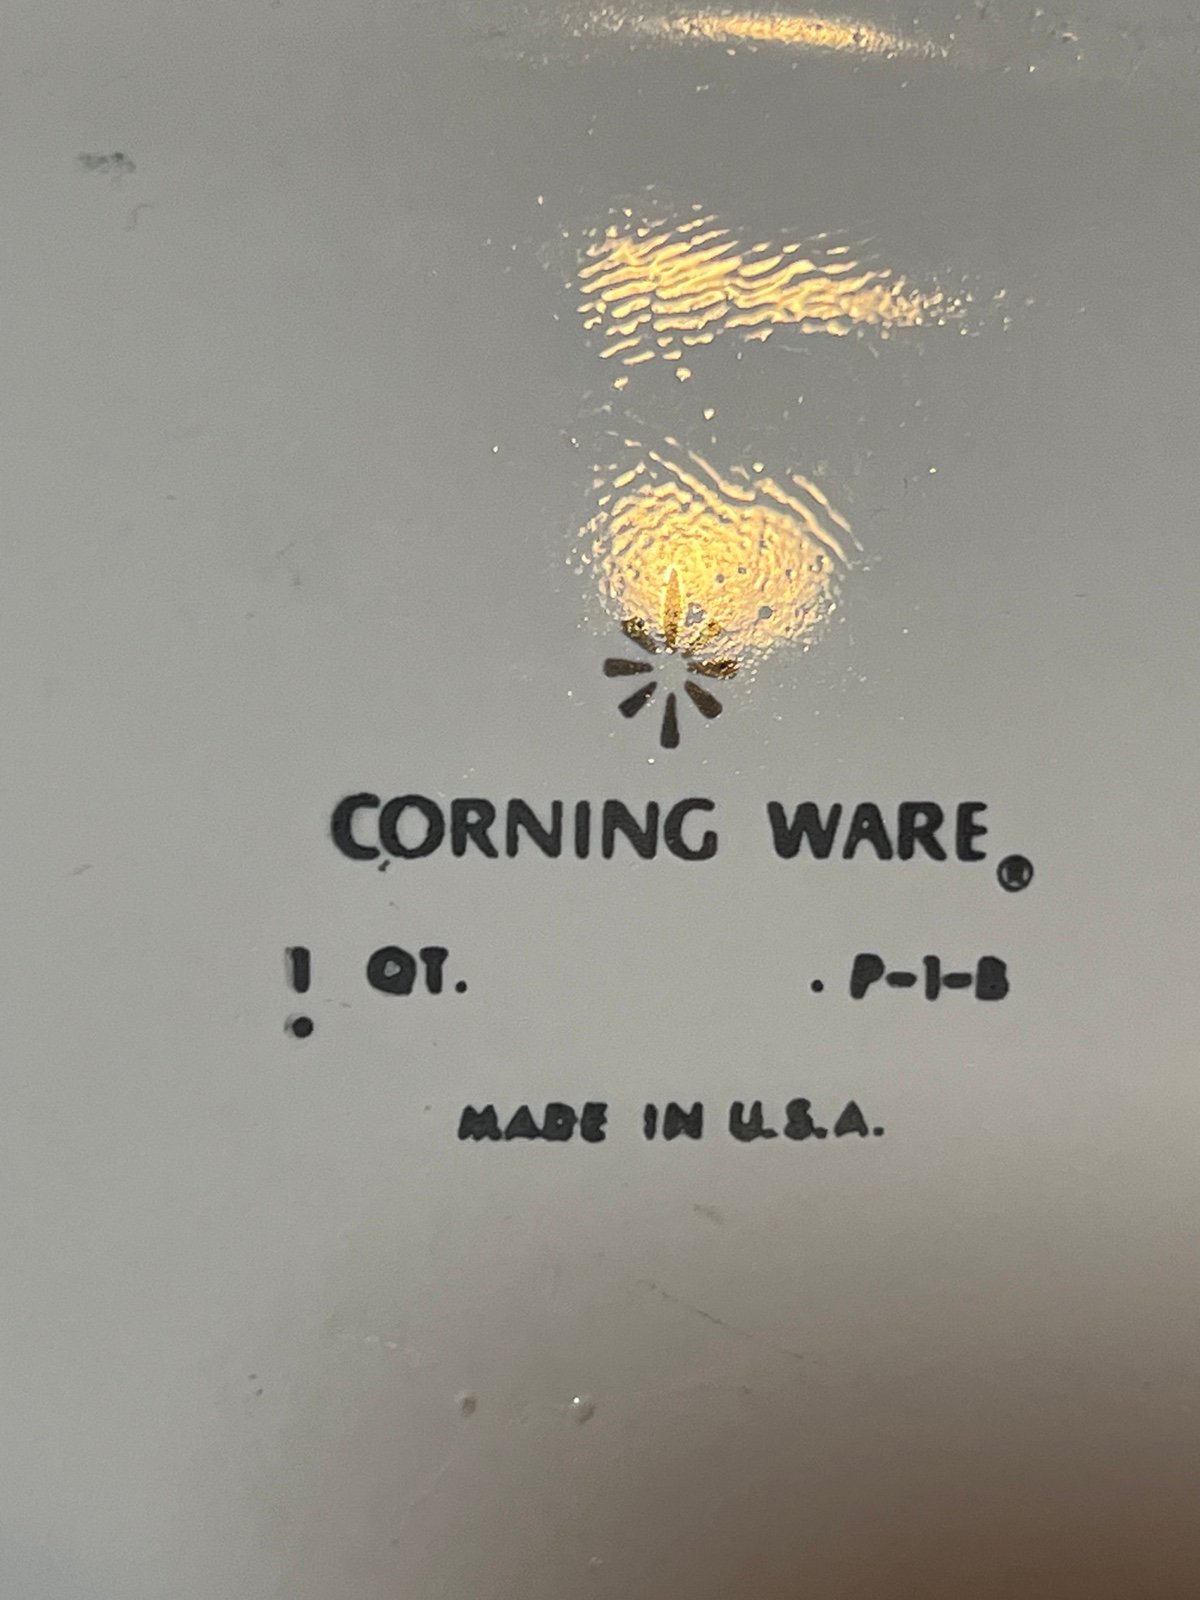 CORNING WARE®
1 QT. . P-1-B
MADE IN U.S.A.